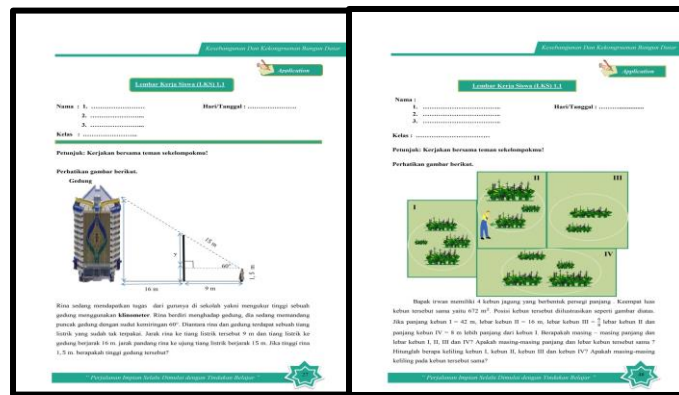 Kesebangunan Dan Kekongruenan Bangun Datar
Application
Lembar Kerja Siswa (LKS) 1.1
Nama : 1. ........................
Hari/Tanggal : ......................
2. ........................
3. ........................
Kelas : ........................
Petunjuk: Kerjakan bersama teman sekelompokmu!
Perhatikan gambar berikut.
Gedung
15 m
y
60°
1,5 m
16 m
9 m
Rina sedang mendapatkan tugas dari gurunya di sekolah yakni mengukur tinggi sebuah
gedung menggunakan klinometer. Rina berdiri menghadap gedung, dia sedang memandang
puncak gedung dengan sudut kemiringan 60°. Diantara rina dan gedung terdapat sebuah tiang
listrik yang sudah tak terpakai. Jarak rina ke tiang listrik tersebut 9 m dan tiang listrik ke
gedung berjarak 16 m. jarak pandang rina ke ujung tiang listrik berjarak 15 m. Jika tinggi rina
1, 5 m. berapakah tinggi gedung tersebut?
" Perjalanan Impian Selalu Dimulai dengan Tindakan Belajar "
Kesebangunan Dan Kekongruenan Bangun Datar
Application
Lembar Kerja Siswa (LKS) 1.1
Nama :
1. ..................................
Hari/Tanggal : ......................
2. ..................................
3. ..................................
Kelas : ..................................
Petunjuk: Kerjakan bersama teman sekelompokmu!
Perhatikan gambar berikut.
I
II
III
IV
Bapak irwan memiliki 4 kebun jagung yang berbentuk persegi panjang . Keempat luas
kebun tersebut sama yaitu 672 m². Posisi kebun tersebut diilustrasikan seperti gambar diatas.
Jika panjang kebun I = 42 m, lebar kebun II = 16 m, lebar kebun III = lebar kebun II dan
panjang kebun IV = 8 m lebih panjang dari kebun I. Berapakah masing – masing panjang dan
lebar kebun I, II, III dan IV? Apakah masing-masing panjang dan lebar kebun tersebut sama ?
Hitunglah berapa keliling kebun I, kebun II, kebun III dan kebun IV? Apakah masing-masing
keliling pada kebun tersebut sama?
" Perjalanan Impian Selalu Dimulai dengan Tindakan Belajar "